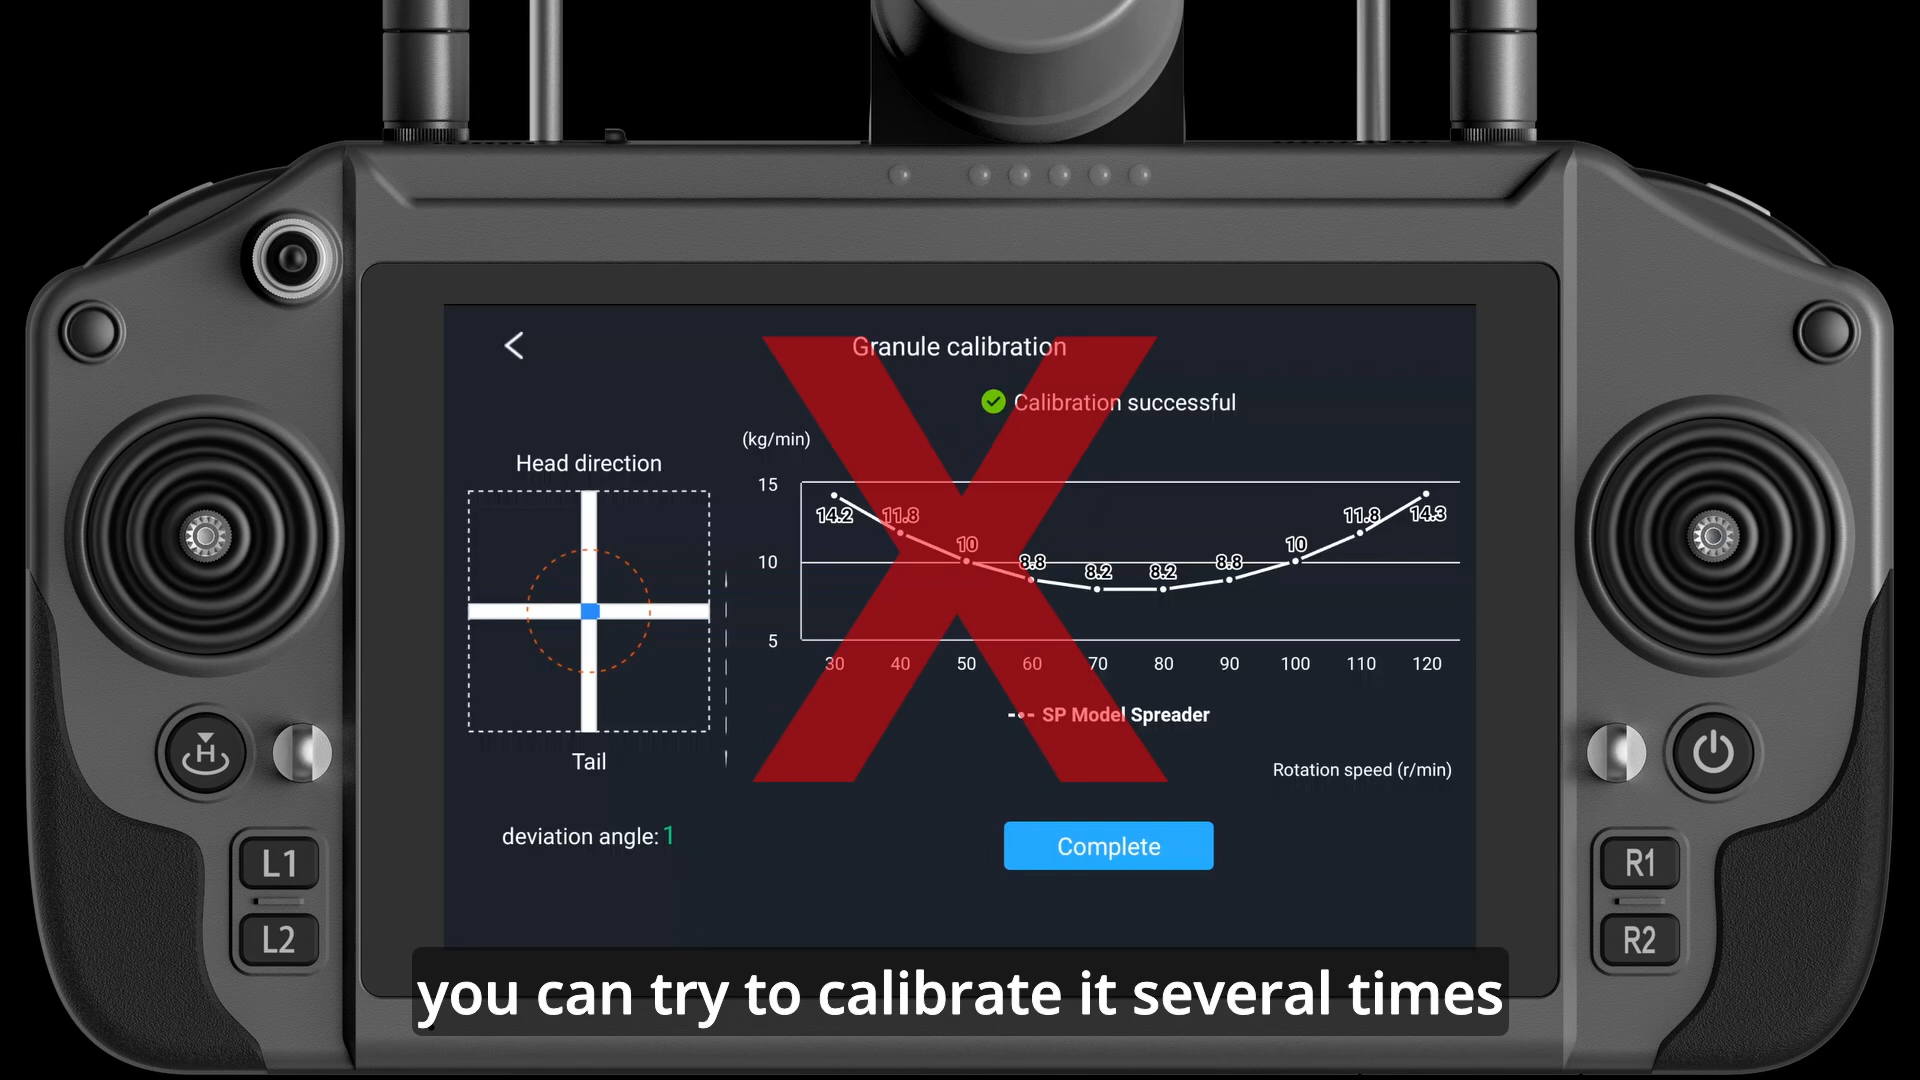 Granule calibration
Calibration successful
(kg/min)
Head direction
15
14.2 11.8 10 8.8 8.2 8.2 8.8 10 11.8 14.3
10
5
30 40 50 60 70 80 90 100 110 120
SP Model Spreader
Tail
Rotation speed (r/min)
deviation angle: 1
Complete
H
L1
L2
R1
R2
X
you can try to calibrate it several times